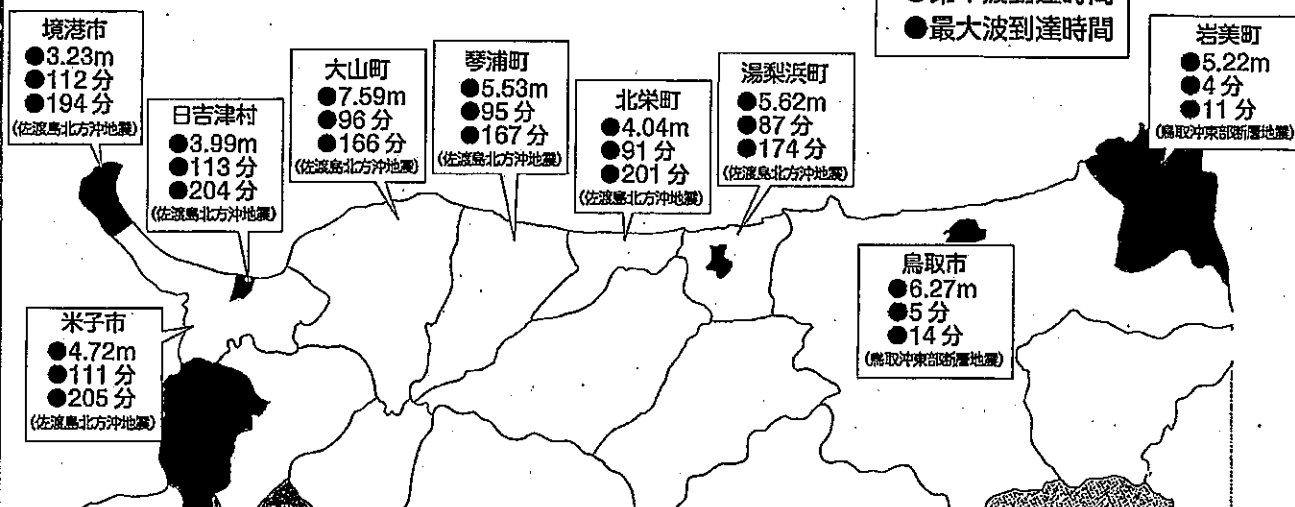 ●最大波到達時間
境港市
●3.23m
●112分
●194分
(佐渡島北方沖地震)
日吉津村
●3.99m
●113分
●204分
(佐渡島北方沖地震)
大山町
●7.59m
●96分
●166分
(佐渡島北方沖地震)
琴浦町
●5.53m
●95分
●167分
(佐渡島北方沖地震)
北栄町
●4.04m
●91分
●201分
(佐渡島北方沖地震)
湯梨浜町
●5.62m
●87分
●174分
(佐渡島北方沖地震)
岩美町
●5.22m
●4分
●11分
(鳥取沖東部断層地震)
鳥取市
●6.27m
●5分
●14分
(鳥取沖東部断層地震)
米子市
●4.72m
●111分
●205分
(佐渡島北方沖地震)